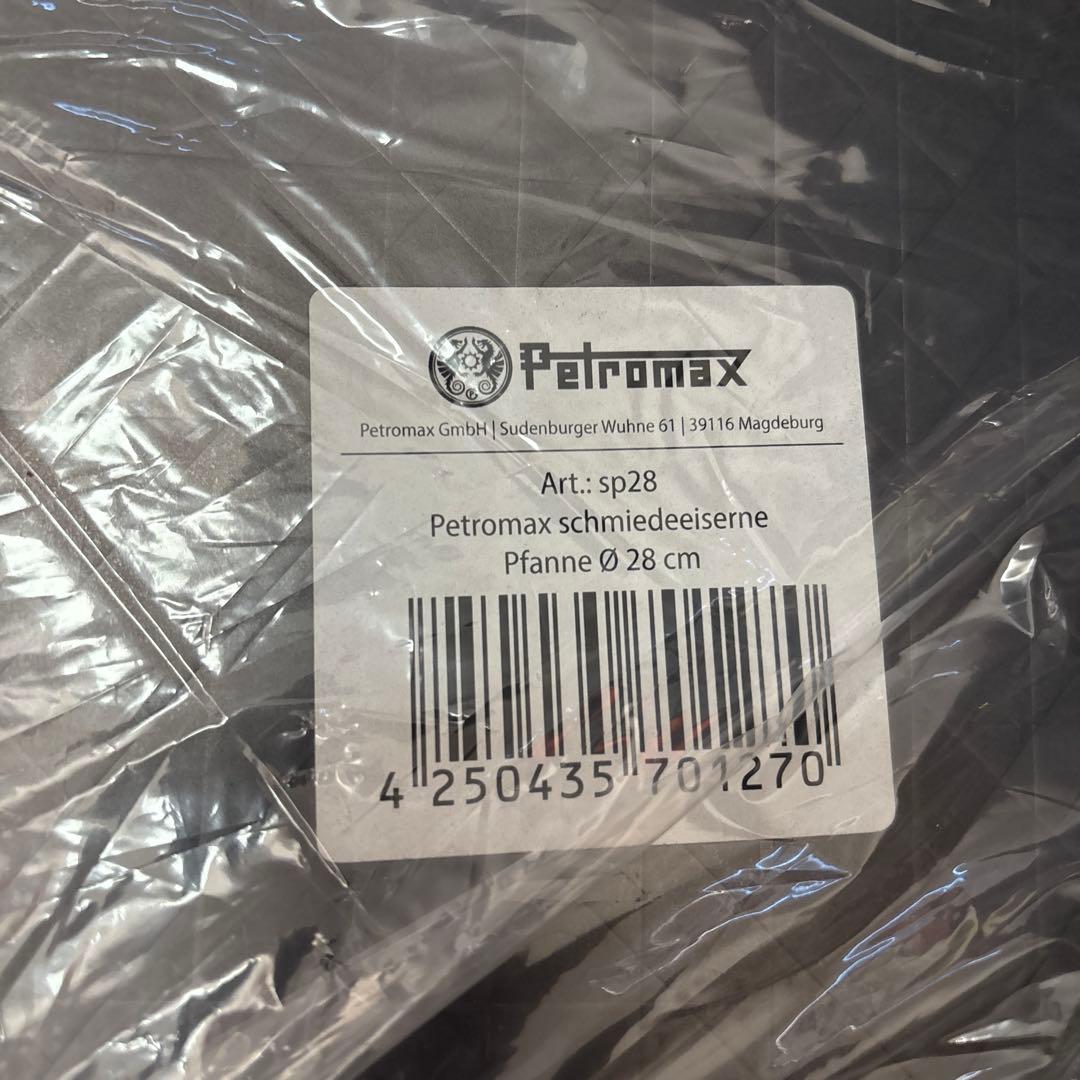 Petromax
Petromax GmbH | Sudenburger Wuhne 61 | 39116 Magdeburg
Art.: sp28
Petromax schmiedeeiserne
Pfanne Ø 28 cm
4 250435 701270